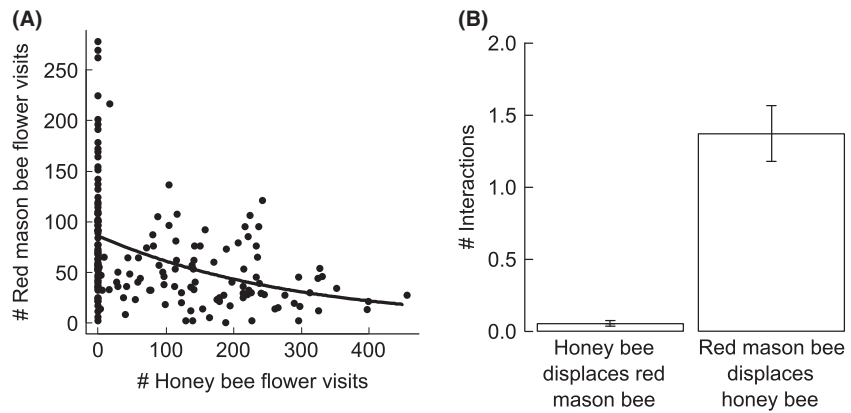 (A)
# Red mason bee flower visits
250
200
150
100
50
0
0
100
200
300
400
# Honey bee flower visits
(B)
# Interactions
2.0
1.5
1.0
0.5
0.0
Honey bee
displaces red
mason bee
Red mason bee
displaces
honey bee